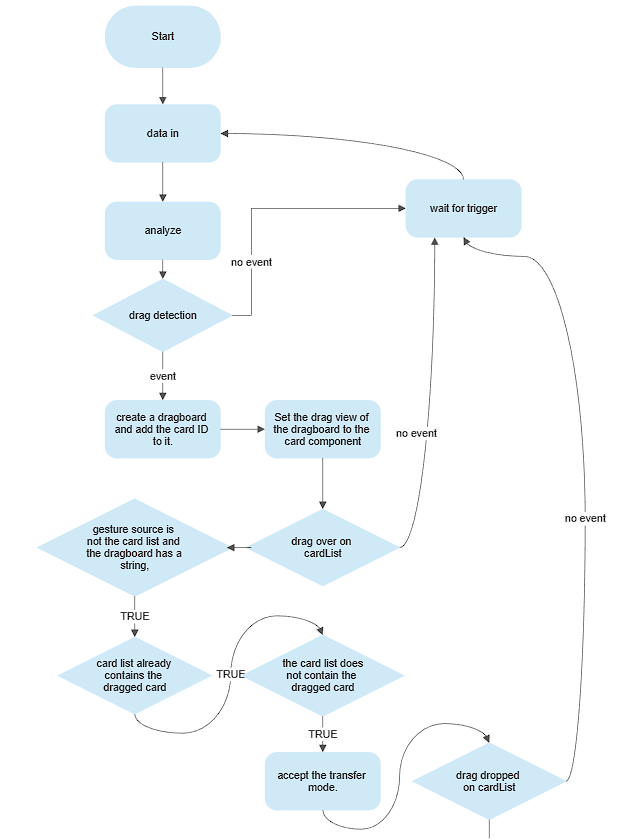 Start
data in
wait for trigger
analyze
no event
drag detection
event
create a dragboard
and add the card ID
to it.
Set the drag view of
the dragboard to the
card component
no event
gesture source is
not the card list and
the dragboard has a
string,
drag over on
cardList
no event
TRUE
card list already
contains the
dragged card
TRUE
the card list does
not contain the
dragged card
TRUE
accept the transfer
mode.
drag dropped
on cardList